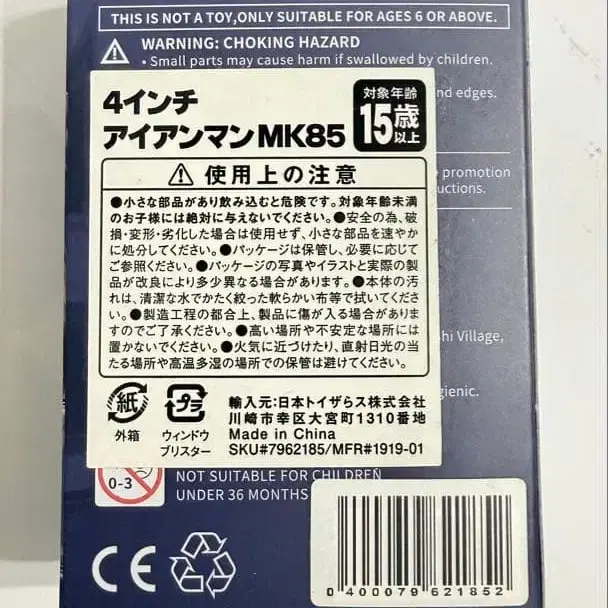 THIS IS NOT A TOY,ONLY SUITABLE FOR AGES 6 OR ABOVE.
WARNING: CHOKING HAZARD
• Small parts may cause harm if swallowed by children.
nd edges.
promotion
uctions.
hi Village,
gienic.
4インチ
アイアンマンMK85
対象年齢
15歳以上
使用上の注意
●小さな部品があり飲み込むと危険です。対象年齢未満
のお子様には絶対に与えないでください。●安全の為、破
損・変形・劣化した場合は使用せず、小さな部品を速やか
に処分してください。●パッケージは保管し、必要に応じて
ご参照ください。●パッケージの写真やイラストと実際の製
品が改良により多少異なる場合があります。●本体の汚
れは、清潔な水でかたく絞った軟らかい布等で拭いてくださ
い。●製造工程の都合上、製品に傷が入る場合があります
ますのでご了承ください。●高い場所や不安定な場所には
置かないでください。●火気に近づけたり、直射日光の当
たる場所や高温多湿の場所での保管は避けてください。
紙
外箱
プラ
ウィンドウ
ブリスター
輸入元:日本トイザらス株式会社
川崎市幸区大宮町1310番地
Made in China
SKU#7962185/MFR#1919-01
0-3
NOT SUITABLE FOR CHILDREN
UNDER 36 MONTHS
CE
0 400079 621852